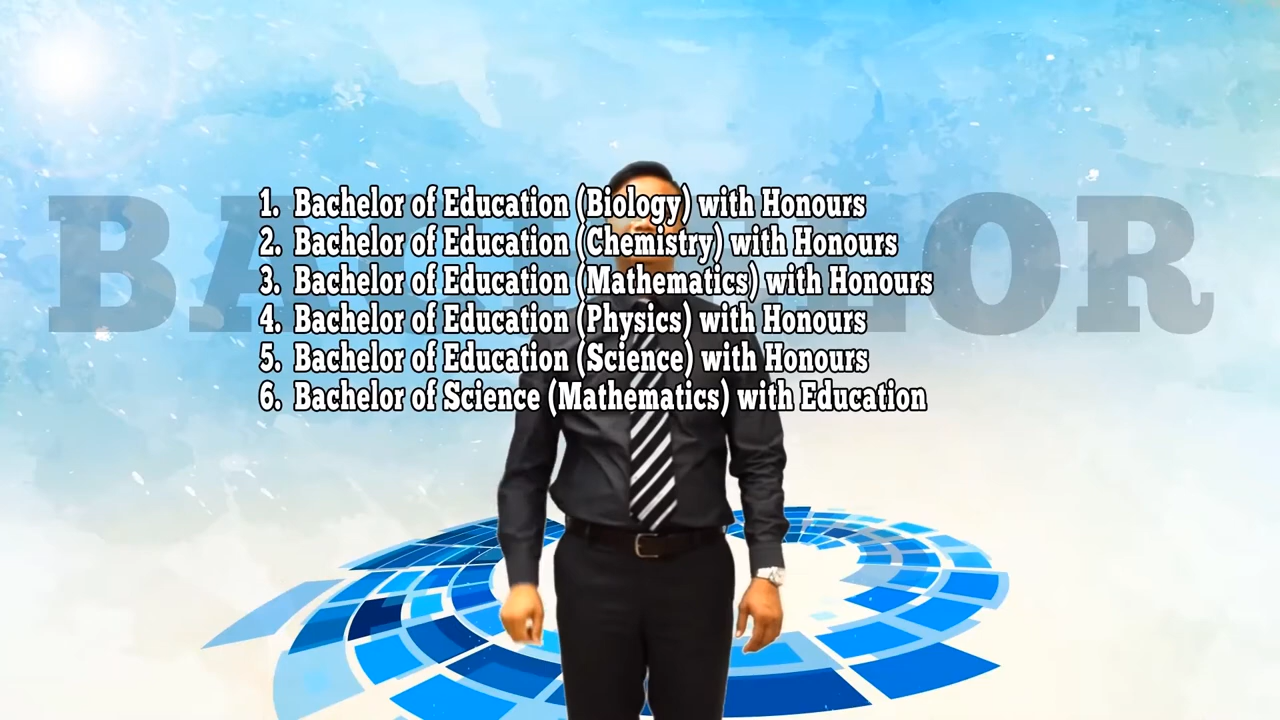 BACHELOR
1. Bachelor of Education (Biology) with Honours
2. Bachelor of Education (Chemistry) with Honours
3. Bachelor of Education (Mathematics) with Honours
4. Bachelor of Education (Physics) with Honours
5. Bachelor of Education (Science) with Honours
6. Bachelor of Science (Mathematics) with Education